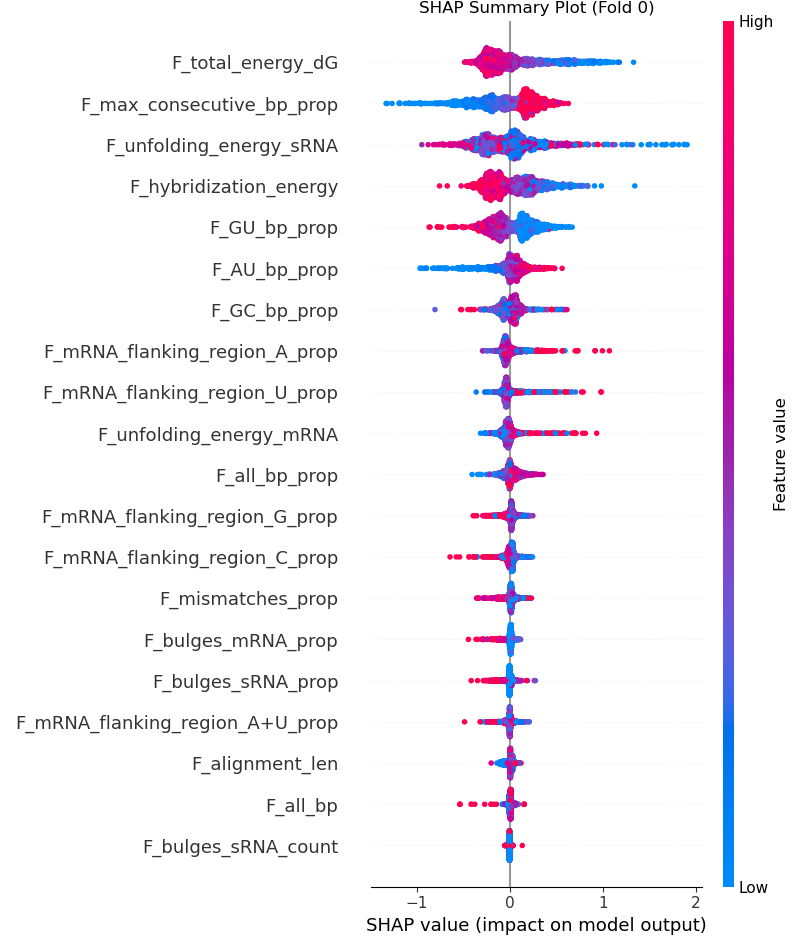 SHAP Summary Plot (Fold 0)
High
F_total_energy_dG
F_max_consecutive_bp_prop
F_unfolding_energy_sRNA
F_hybridization_energy
F_GU_bp_prop
F_AU_bp_prop
F_GC_bp_prop
F_mRNA_flanking_region_A_prop
F_mRNA_flanking_region_U_prop
F_unfolding_energy_mRNA
F_all_bp_prop
F_mRNA_flanking_region_G_prop
F_mRNA_flanking_region_C_prop
F_mismatches_prop
F_bulges_mRNA_prop
F_bulges_sRNA_prop
F_mRNA_flanking_region_A+U_prop
F_alignment_len
F_all_bp
F_bulges_sRNA_count
Feature value
Low
−1 0 1 2
SHAP value (impact on model output)